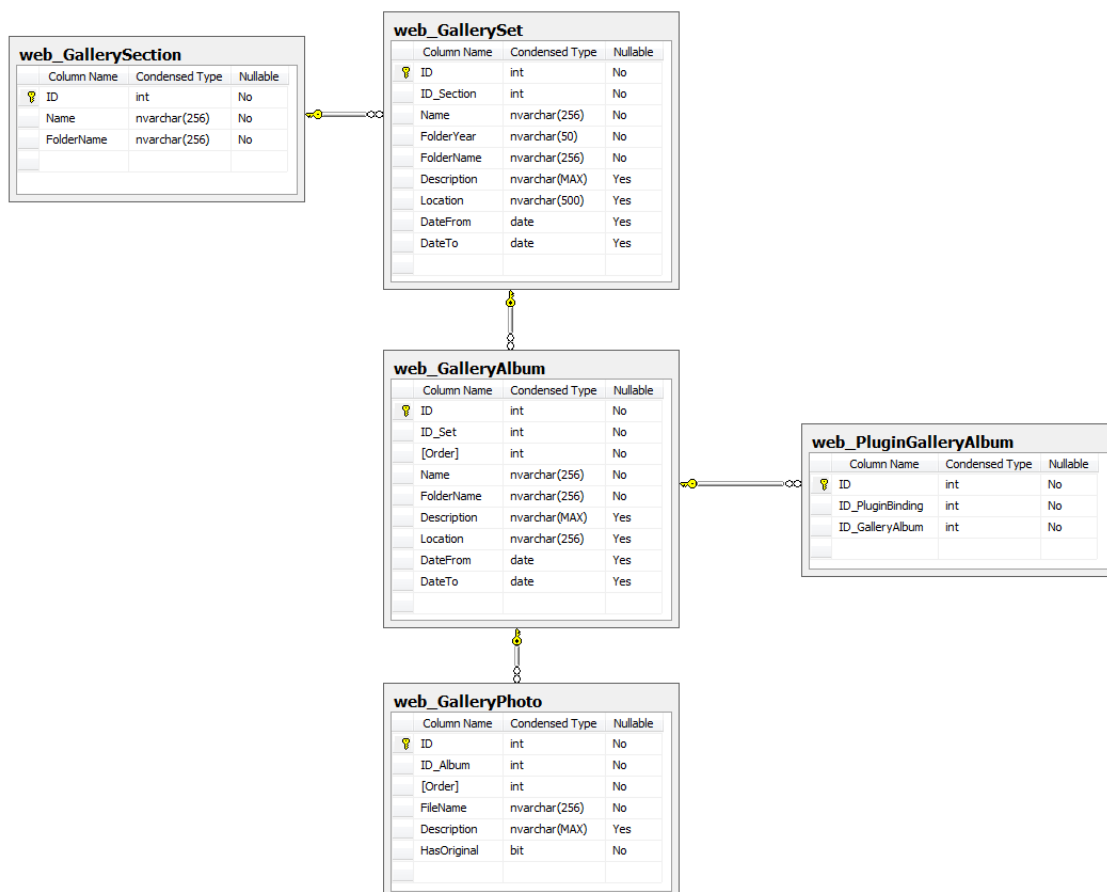 web_GallerySection
Column Name Condensed Type Nullable
ID int No
Name nvarchar(256) No
FolderName nvarchar(256) No
web_GallerySet
Column Name Condensed Type Nullable
ID int No
ID_Section int No
Name nvarchar(256) No
FolderYear nvarchar(50) No
FolderName nvarchar(256) No
Description nvarchar(MAX) Yes
Location nvarchar(500) Yes
DateFrom date Yes
DateTo date Yes
web_GalleryAlbum
Column Name Condensed Type Nullable
ID int No
ID_Set int No
[Order] int No
Name nvarchar(256) No
FolderName nvarchar(256) No
Description nvarchar(MAX) Yes
Location nvarchar(256) Yes
DateFrom date Yes
DateTo date Yes
web_PluginGalleryAlbum
Column Name Condensed Type Nullable
ID int No
ID_PluginBinding int No
ID_GalleryAlbum int No
web_GalleryPhoto
Column Name Condensed Type Nullable
ID int No
ID_Album int No
[Order] int No
FileName nvarchar(256) No
Description nvarchar(MAX) Yes
HasOriginal bit No